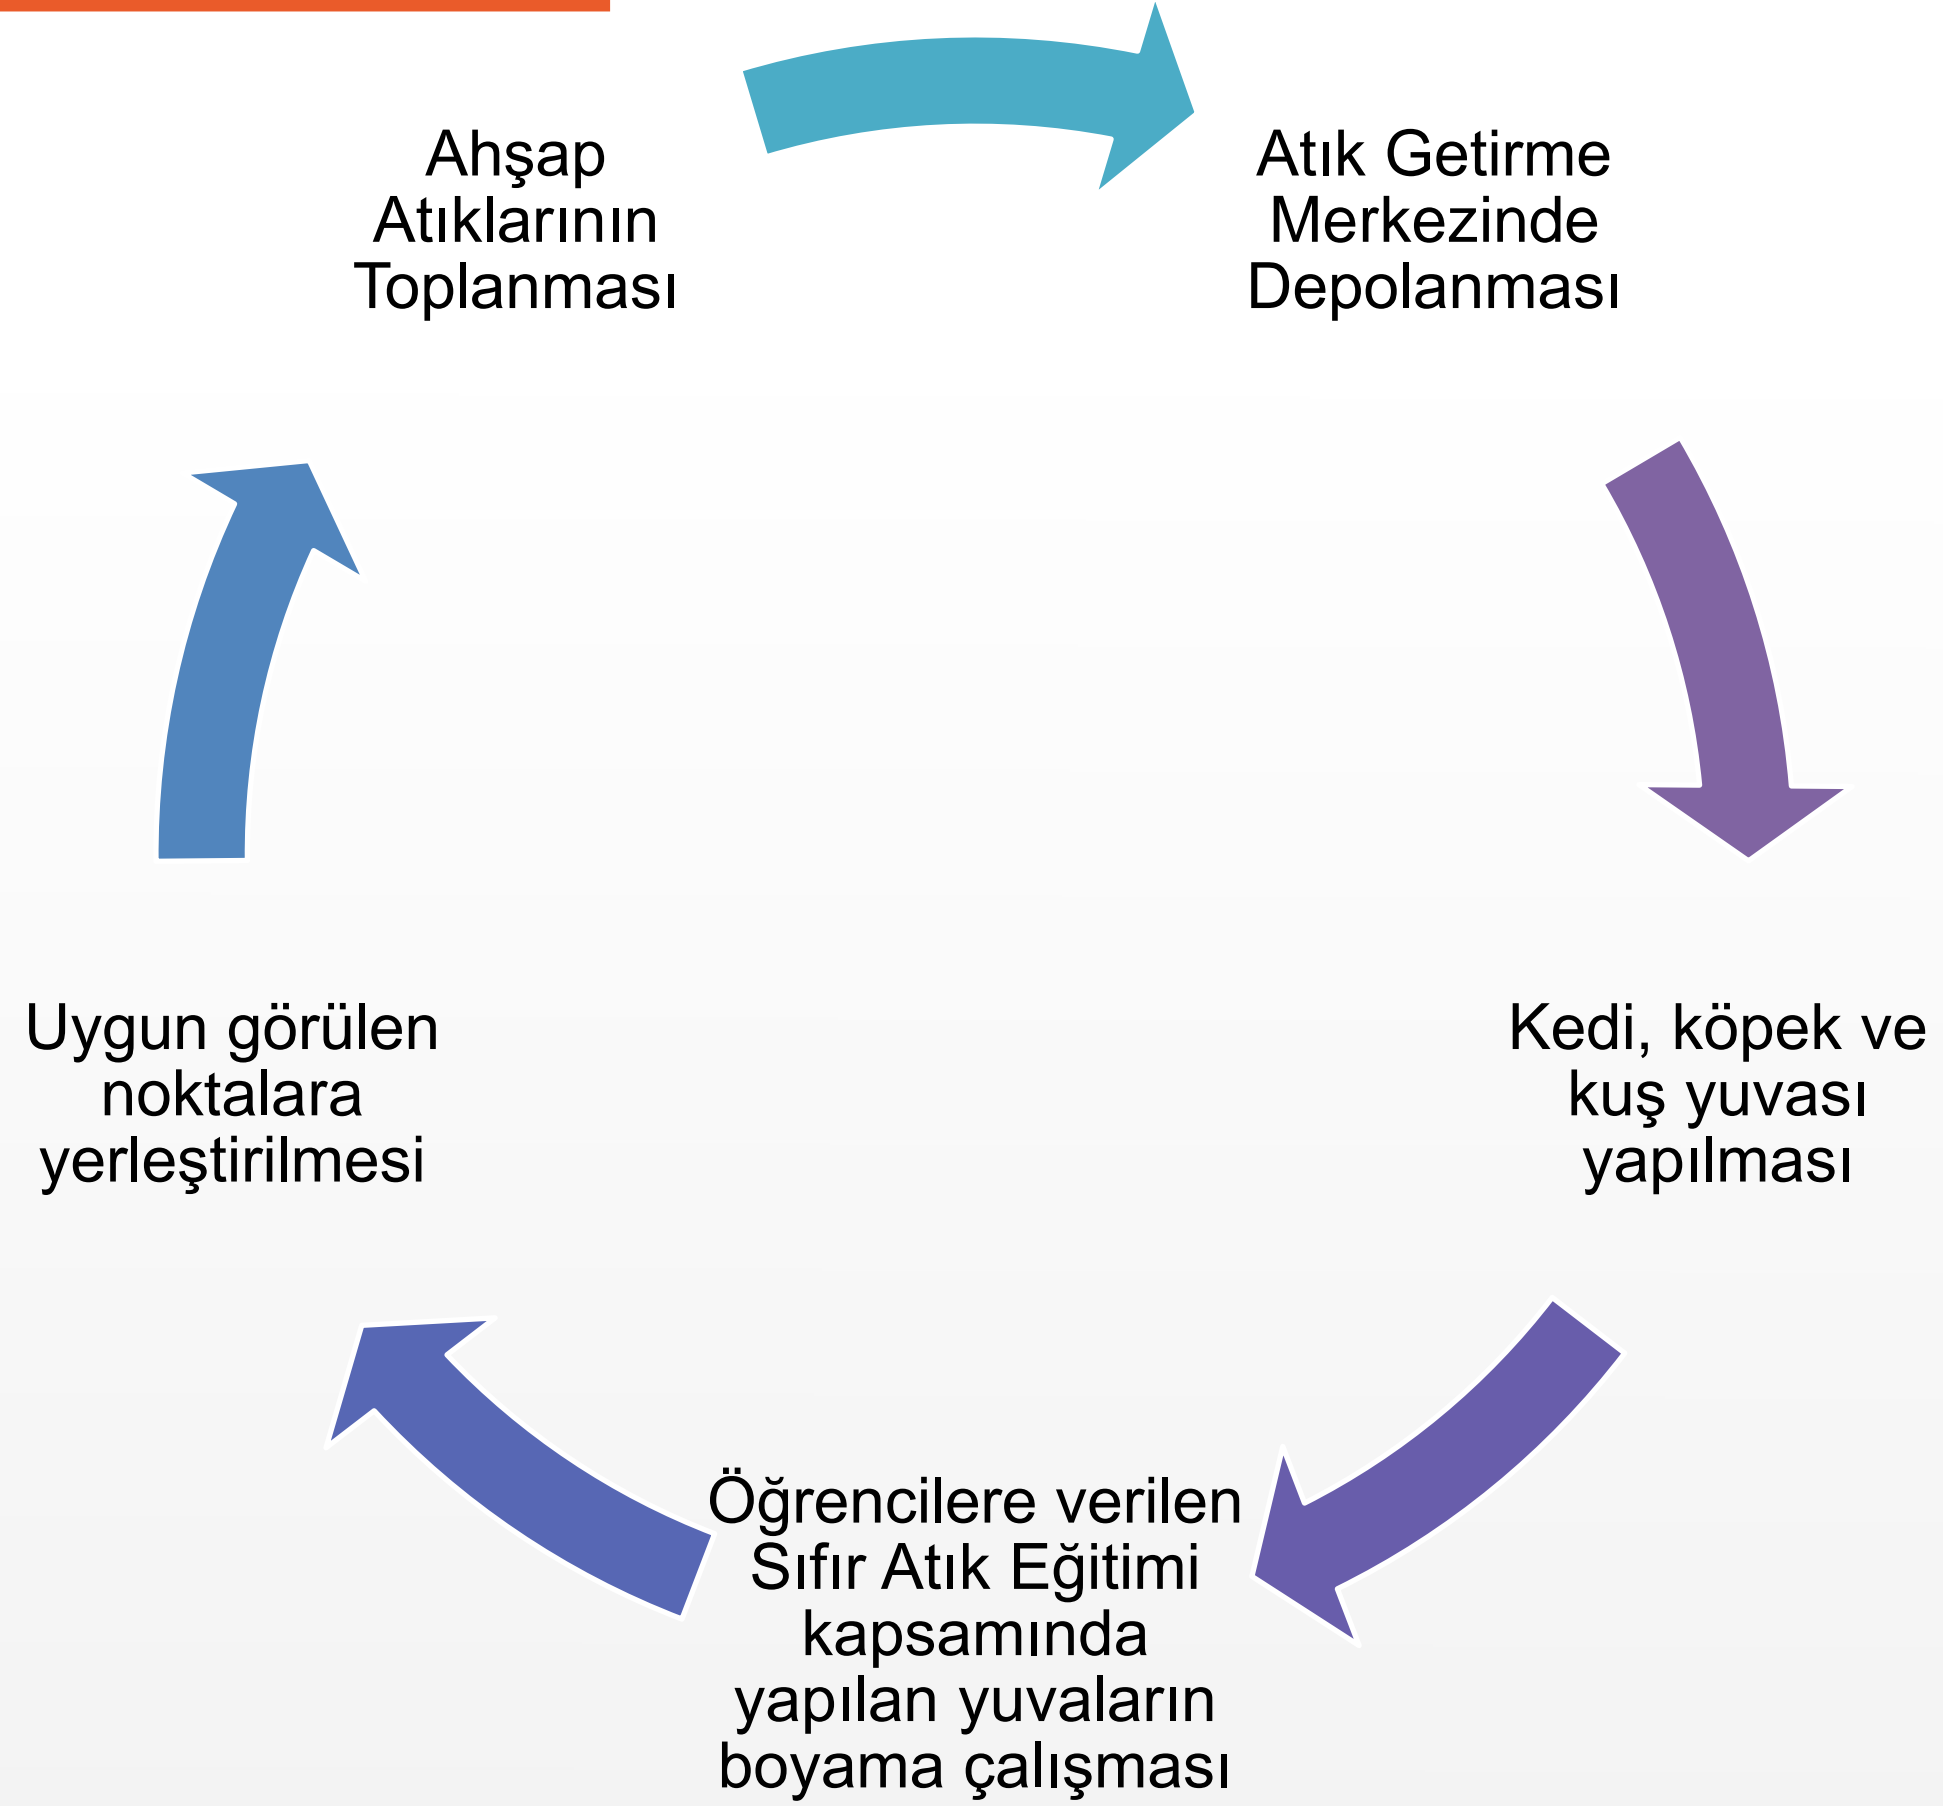 Ahşap
Atıklarının
Toplanması
Atık Getirme
Merkezinde
Depolanması
Kedi, köpek ve
kuş yuvası
yapılması
Öğrencilere verilen
Sıfır Atık Eğitimi
kapsamında
yapılan yuvaların
boyama çalışması
Uygun görülen
noktalara
yerleştirilmesi